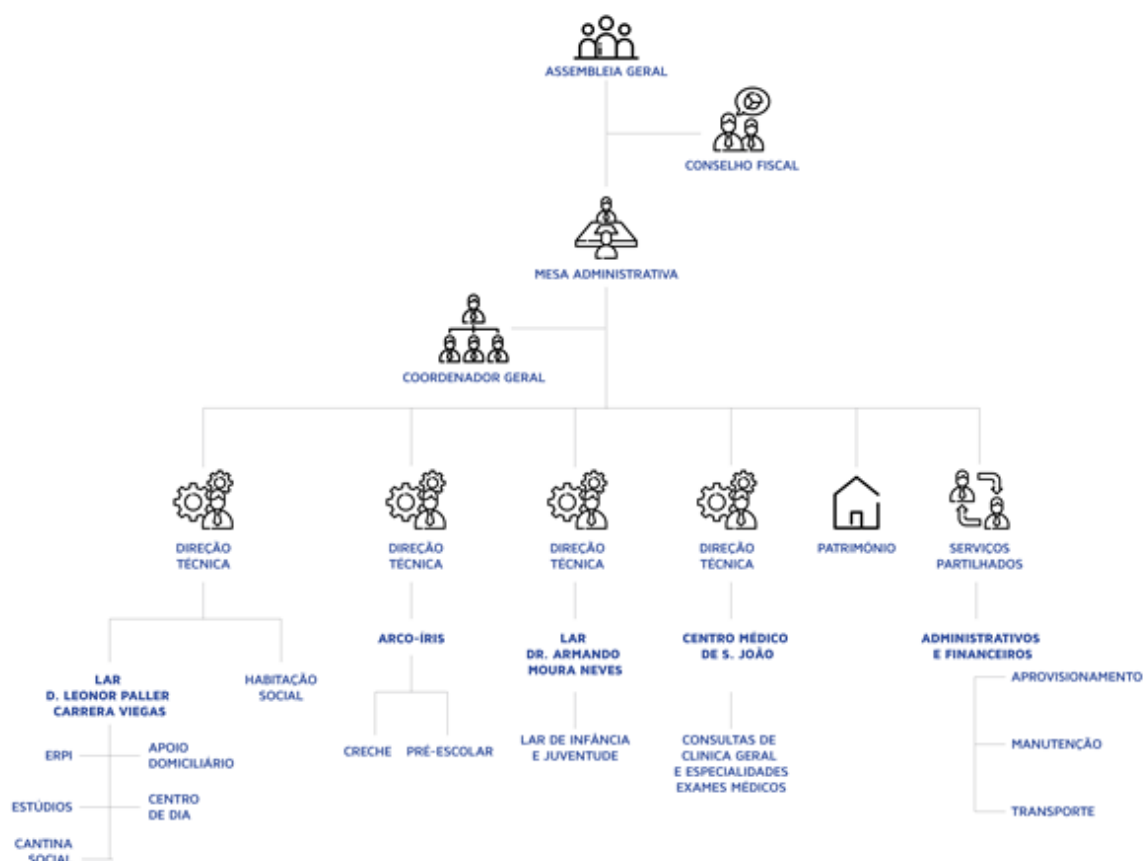 ASSEMBLEIA GERAL
CONSELHO FISCAL
MESA ADMINISTRATIVA
COORDENADOR GERAL
DIREÇÃO
TÉCNICA
DIREÇÃO
TÉCNICA
DIREÇÃO
TÉCNICA
DIREÇÃO
TÉCNICA
PATRIMÓNIO
SERVIÇOS
PARTILHADOS
LAR
D. LEONOR PALLER
CARRERA VIEGAS
HABITAÇÃO
SOCIAL
ERPI
APOIO
DOMICILIÁRIO
ESTÚDIOS
CENTRO
DE DIA
CANTINA
SOCIAL
ARCO-ÍRIS
CRECHE
PRÉ-ESCOLAR
LAR
DR. ARMANDO
MOURA NEVES
LAR DE INFÂNCIA
E JUVENTUDE
CENTRO MÉDICO
DE S. JOÃO
CONSULTAS DE
CLINICA GERAL
E ESPECIALIDADES
EXAMES MÉDICOS
ADMINISTRATIVOS
E FINANCEIROS
APROVISIONAMENTO
MANUTENÇÃO
TRANSPORTE